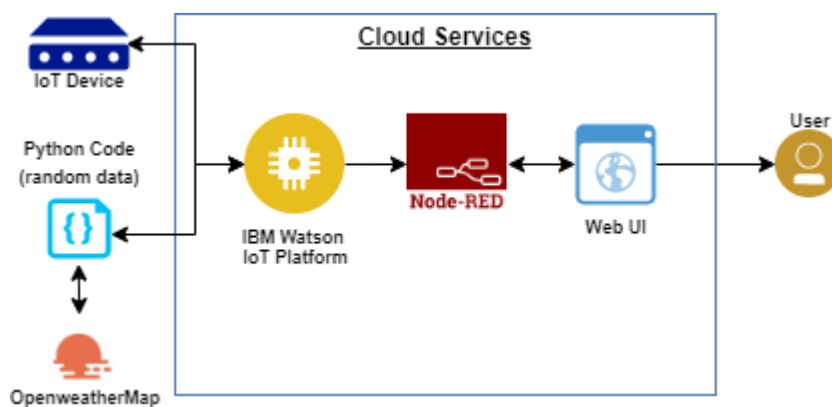 Cloud Services
IoT Device
Python Code
(random data)
{ }
IBM Watson
IoT Platform
Node-RED
Web UI
User
OpenweatherMap